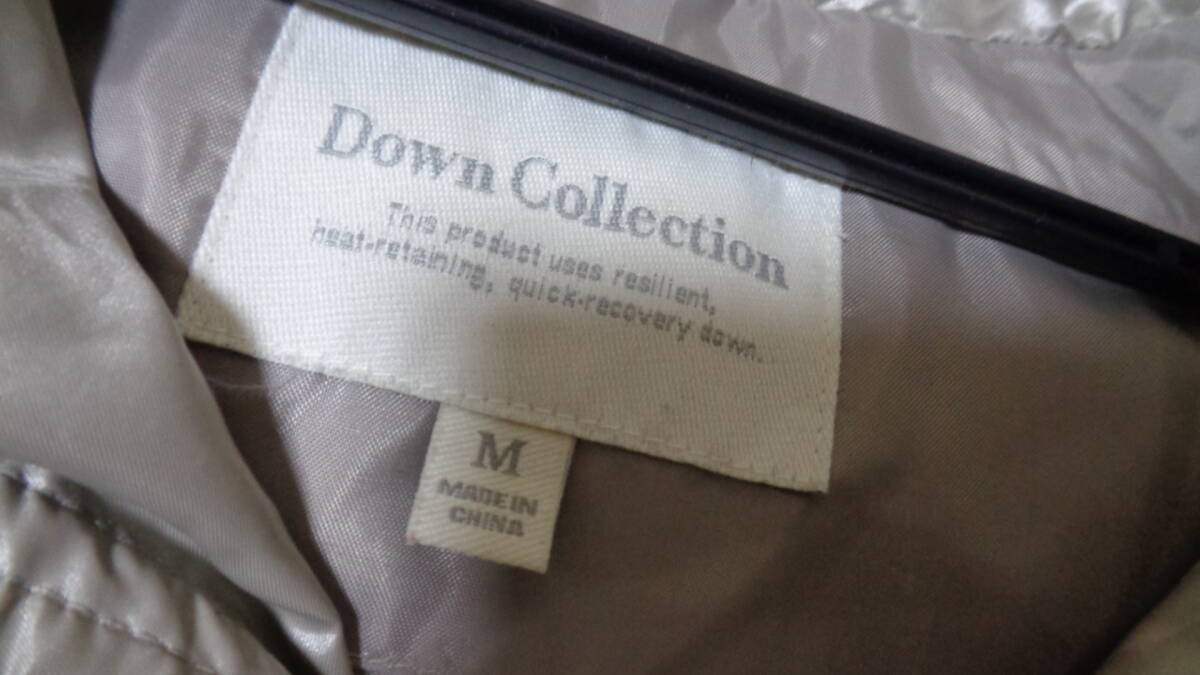 Down Collection
This product uses resilient,
heat-retaining, quick-recovery down.
M
MADE IN
CHINA